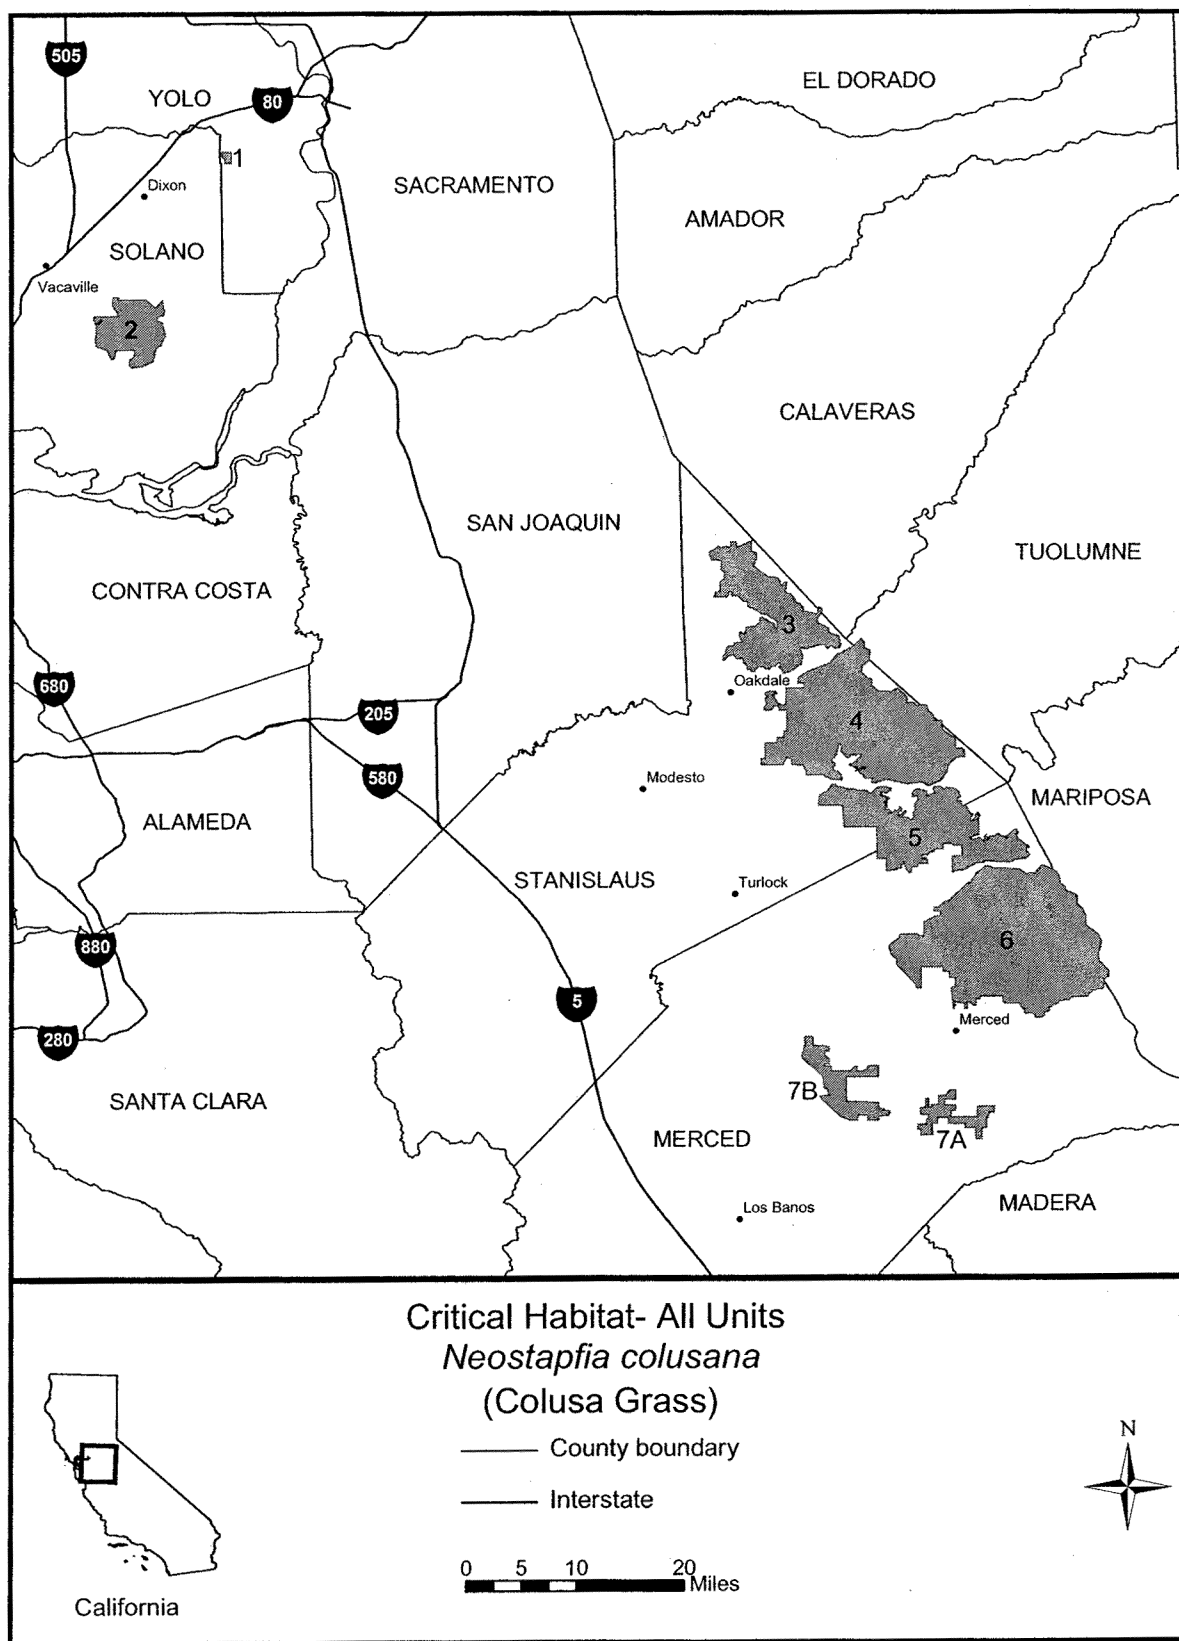 505
YOLO
80
EL DORADO
1
Dixon
SACRAMENTO
AMADOR
SOLANO
Vacaville
2
CALAVERAS
SAN JOAQUIN
TUOLUMNE
CONTRA COSTA
3
680
Oakdale
205
4
580
Modesto
MARIPOSA
ALAMEDA
5
STANISLAUS
Turlock
880
6
5
280
Merced
7B
SANTA CLARA
MERCED
7A
Los Banos
MADERA
Critical Habitat- All Units
Neostapfia colusana
(Colusa Grass)
County boundary
Interstate
0 5 10 20
Miles
N
California